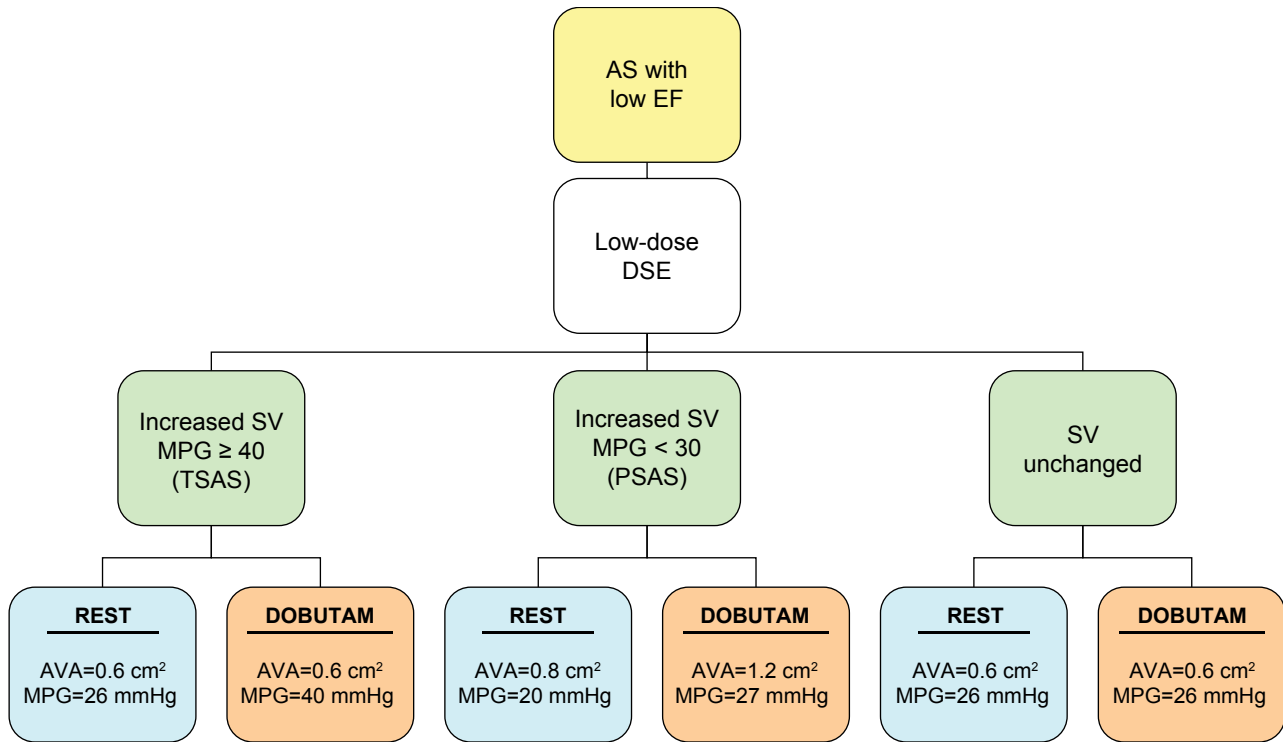 AS with
low EF
Low-dose
DSE
Increased SV
MPG ≥ 40
(TSAS)
Increased SV
MPG < 30
(PSAS)
SV
unchanged
REST
AVA=0.6 cm²
MPG=26 mmHg
DOBUTAM
AVA=0.6 cm²
MPG=40 mmHg
REST
AVA=0.8 cm²
MPG=20 mmHg
DOBUTAM
AVA=1.2 cm²
MPG=27 mmHg
REST
AVA=0.6 cm²
MPG=26 mmHg
DOBUTAM
AVA=0.6 cm²
MPG=26 mmHg